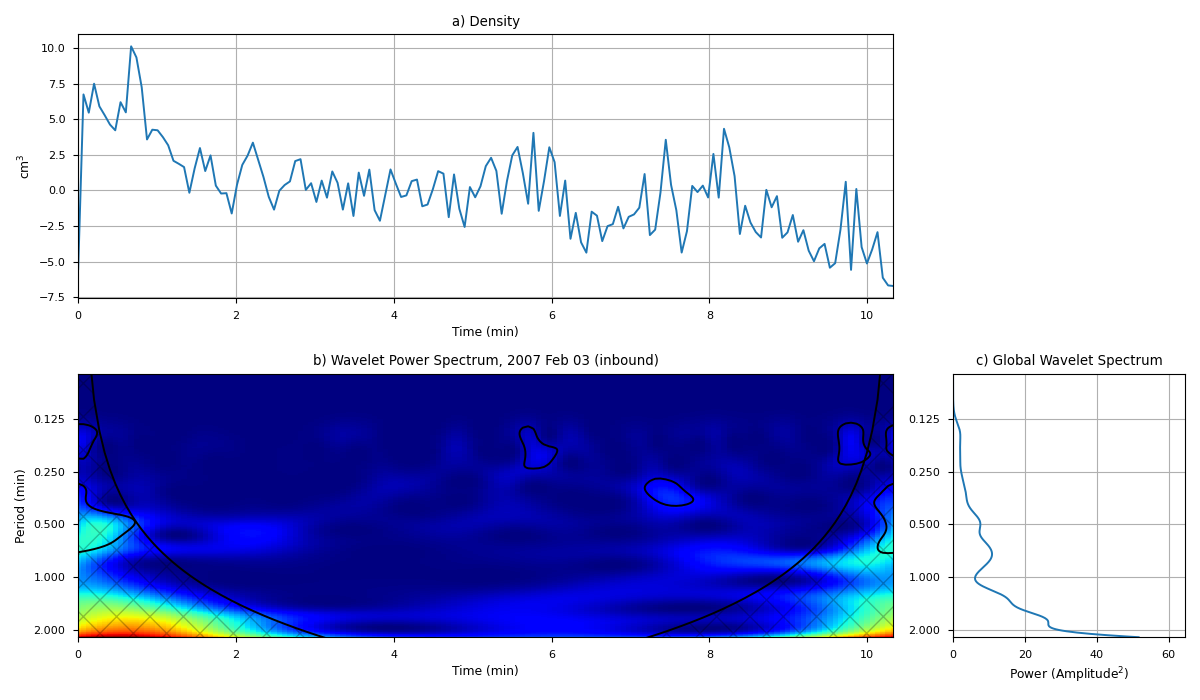 a) Density
cm³
10.0
7.5
5.0
2.5
0.0
−2.5
−5.0
−7.5
0 2 4 6 8 10
Time (min)
b) Wavelet Power Spectrum, 2007 Feb 03 (inbound)
Period (min)
0.125
0.250
0.500
1.000
2.000
0 2 4 6 8 10
Time (min)
c) Global Wavelet Spectrum
0.125
0.250
0.500
1.000
2.000
0 20 40 60
Power (Amplitude²)